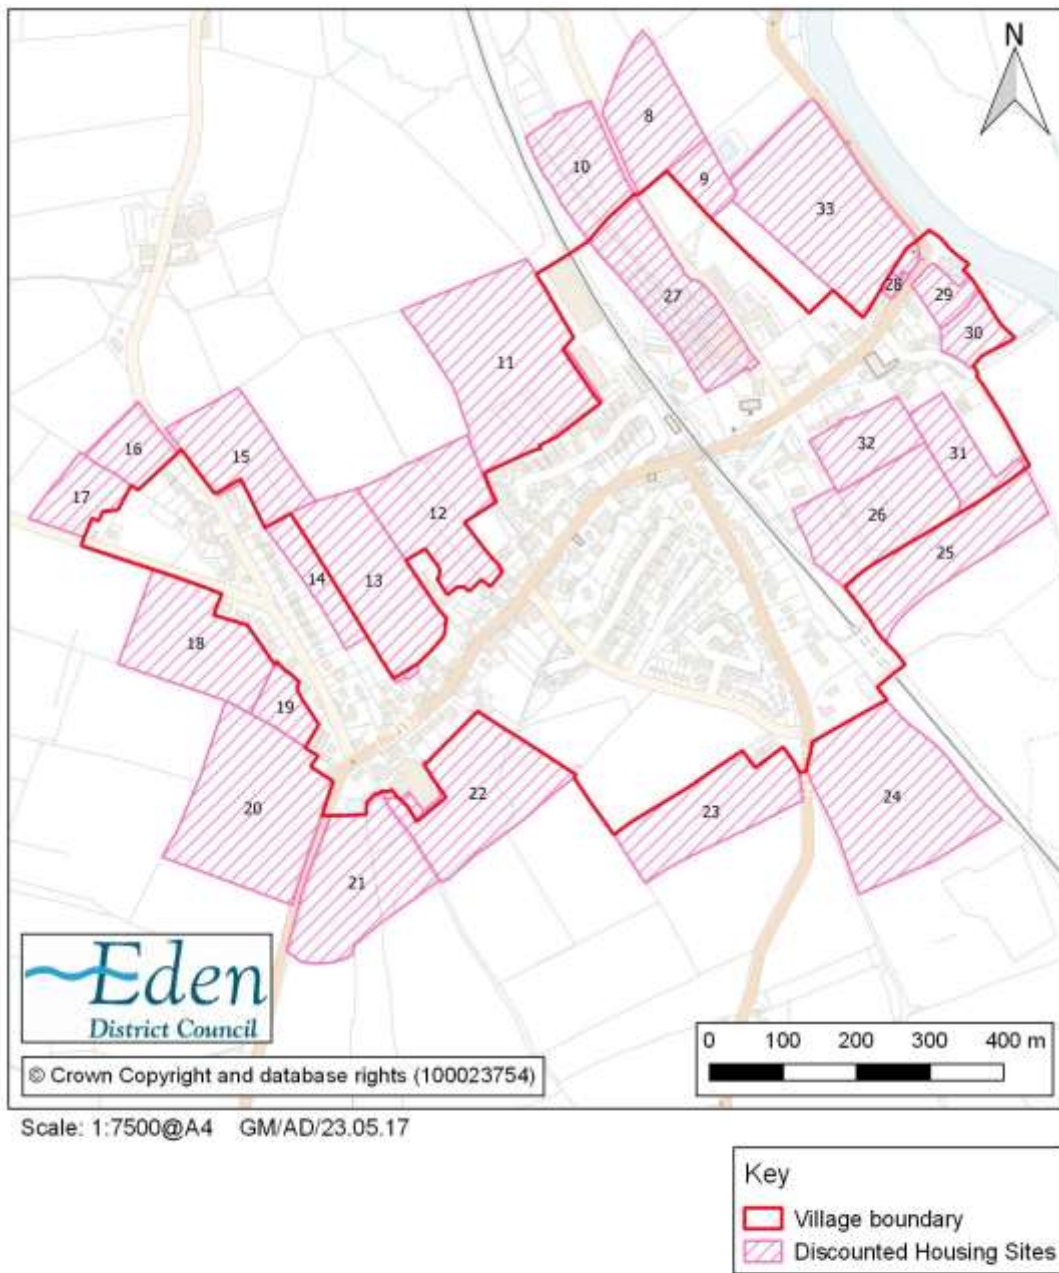 N
8
10
9
33
28
29
27
30
11
32
31
16
15
12
26
17
25
14
13
18
19
22
20
23
24
21
Eden
District Council
0 100 200 300 400 m
© Crown Copyright and database rights (100023754)
Scale: 1:7500@A4 GM/AD/23.05.17
Key
Village boundary
Discounted Housing Sites